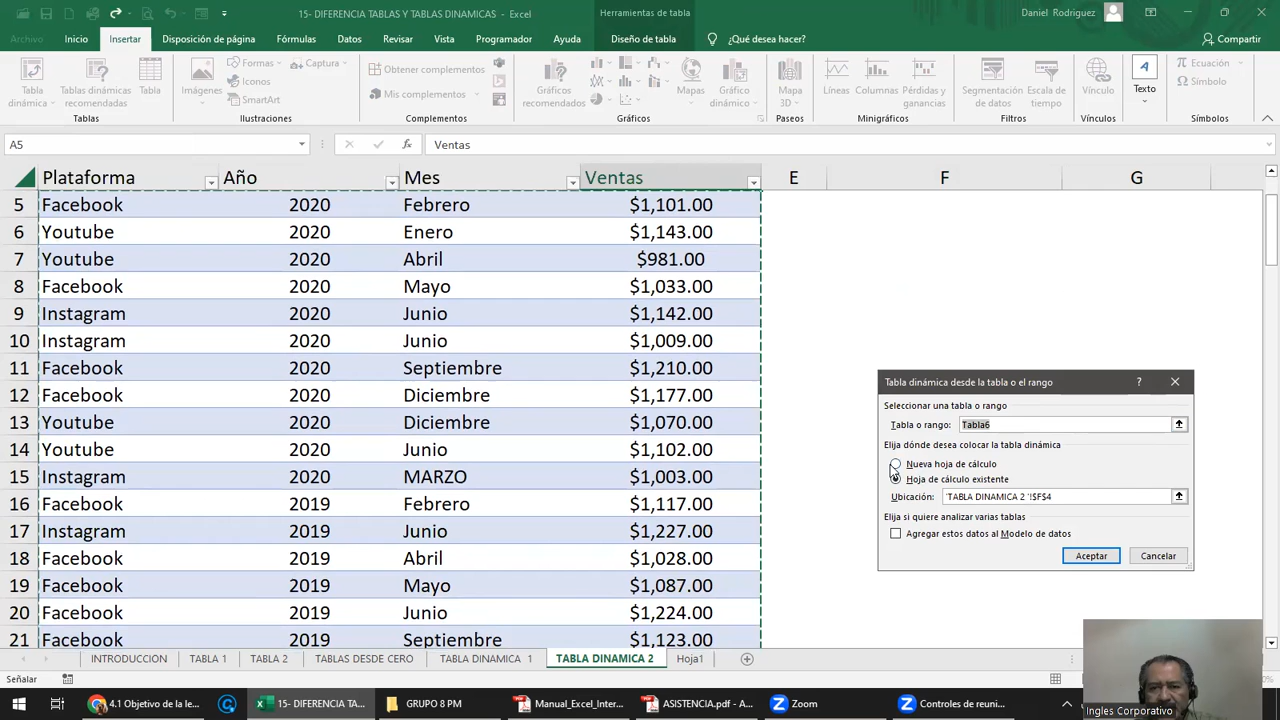 15- DIFERENCIA TABLAS Y TABLAS DINAMICAS - Excel
Herramientas de tabla
Daniel Rodriguez
Archivo Inicio Insertar Disposición de página Fórmulas Datos Revisar Vista Programador Ayuda Diseño de tabla ¿Qué desea hacer? Compartir
Tabla dinámica
Tablas dinámicas recomendadas
Tabla
Tablas
Imágenes
Formas
Iconos
SmartArt
Captura
Ilustraciones
Obtener complementos
Mis complementos
Complementos
Gráficos recomendados
Mapas
Gráfico dinámico
Gráficos
Mapa 3D
Paseos
Líneas
Columnas
Pérdidas y ganancias
Minigráficos
Segmentación de datos
Escala de tiempo
Filtros
Vínculo
Vínculos
Texto
Ecuación
Símbolo
Símbolos
A5
fx
Ventas
Plataforma Año Mes Ventas E F G
5 Facebook 2020 Febrero $1,101.00
6 Youtube 2020 Enero $1,143.00
7 Youtube 2020 Abril $981.00
8 Facebook 2020 Mayo $1,033.00
9 Instagram 2020 Junio $1,142.00
10 Instagram 2020 Junio $1,009.00
11 Facebook 2020 Septiembre $1,210.00
12 Facebook 2020 Diciembre $1,177.00
13 Youtube 2020 Diciembre $1,070.00
14 Youtube 2020 Junio $1,102.00
15 Instagram 2020 MARZO $1,003.00
16 Facebook 2019 Febrero $1,117.00
17 Instagram 2019 Junio $1,227.00
18 Facebook 2019 Abril $1,028.00
19 Facebook 2019 Mayo $1,087.00
20 Facebook 2019 Junio $1,224.00
21 Facebook 2019 Septiembre $1,123.00
Tabla dinámica desde la tabla o el rango
Seleccionar una tabla o rango
Tabla o rango: Tabla6
Elija dónde desea colocar la tabla dinámica
Nueva hoja de cálculo
Hoja de cálculo existente
Ubicación: 'TABLA DINAMICA 2 '!$F$4
Elija si quiere analizar varias tablas
Agregar estos datos al Modelo de datos
Aceptar Cancelar
INTRODUCCION TABLA 1 TABLA 2 TABLAS DESDE CERO TABLA DINAMICA 1 TABLA DINAMICA 2 Hoja1
Señalar
4.1 Objetivo de la le... 15- DIFERENCIA TA... GRUPO 8 PM Manual_Excel_Inter... ASISTENCIA.pdf - A... Zoom Controles de reuni...
Ingles Corporativo